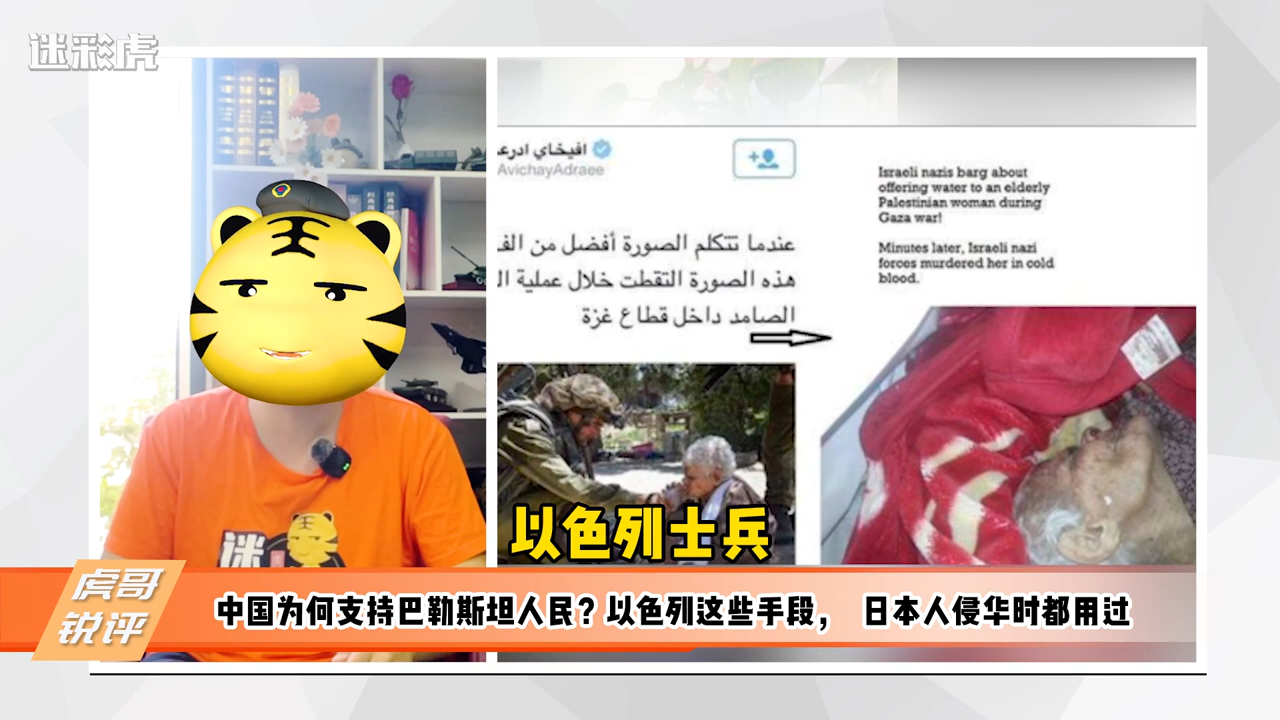 迷彩虎
افيخاي ادرع
AvichayAdraee
عندما تتكلم الصورة أفضل من
هذه الصورة التقطت خلال عملية
الصامد داخل قطاع غزة
Israeli nazis barg about
offering water to an elderly
Palestinian woman during
Gaza war!
Minutes later, Israeli nazi
forces murdered her in cold
blood.
迷
以色列士兵
虎哥
锐评
中国为何支持巴勒斯坦人民?以色列这些手段, 日本人侵华时都用过